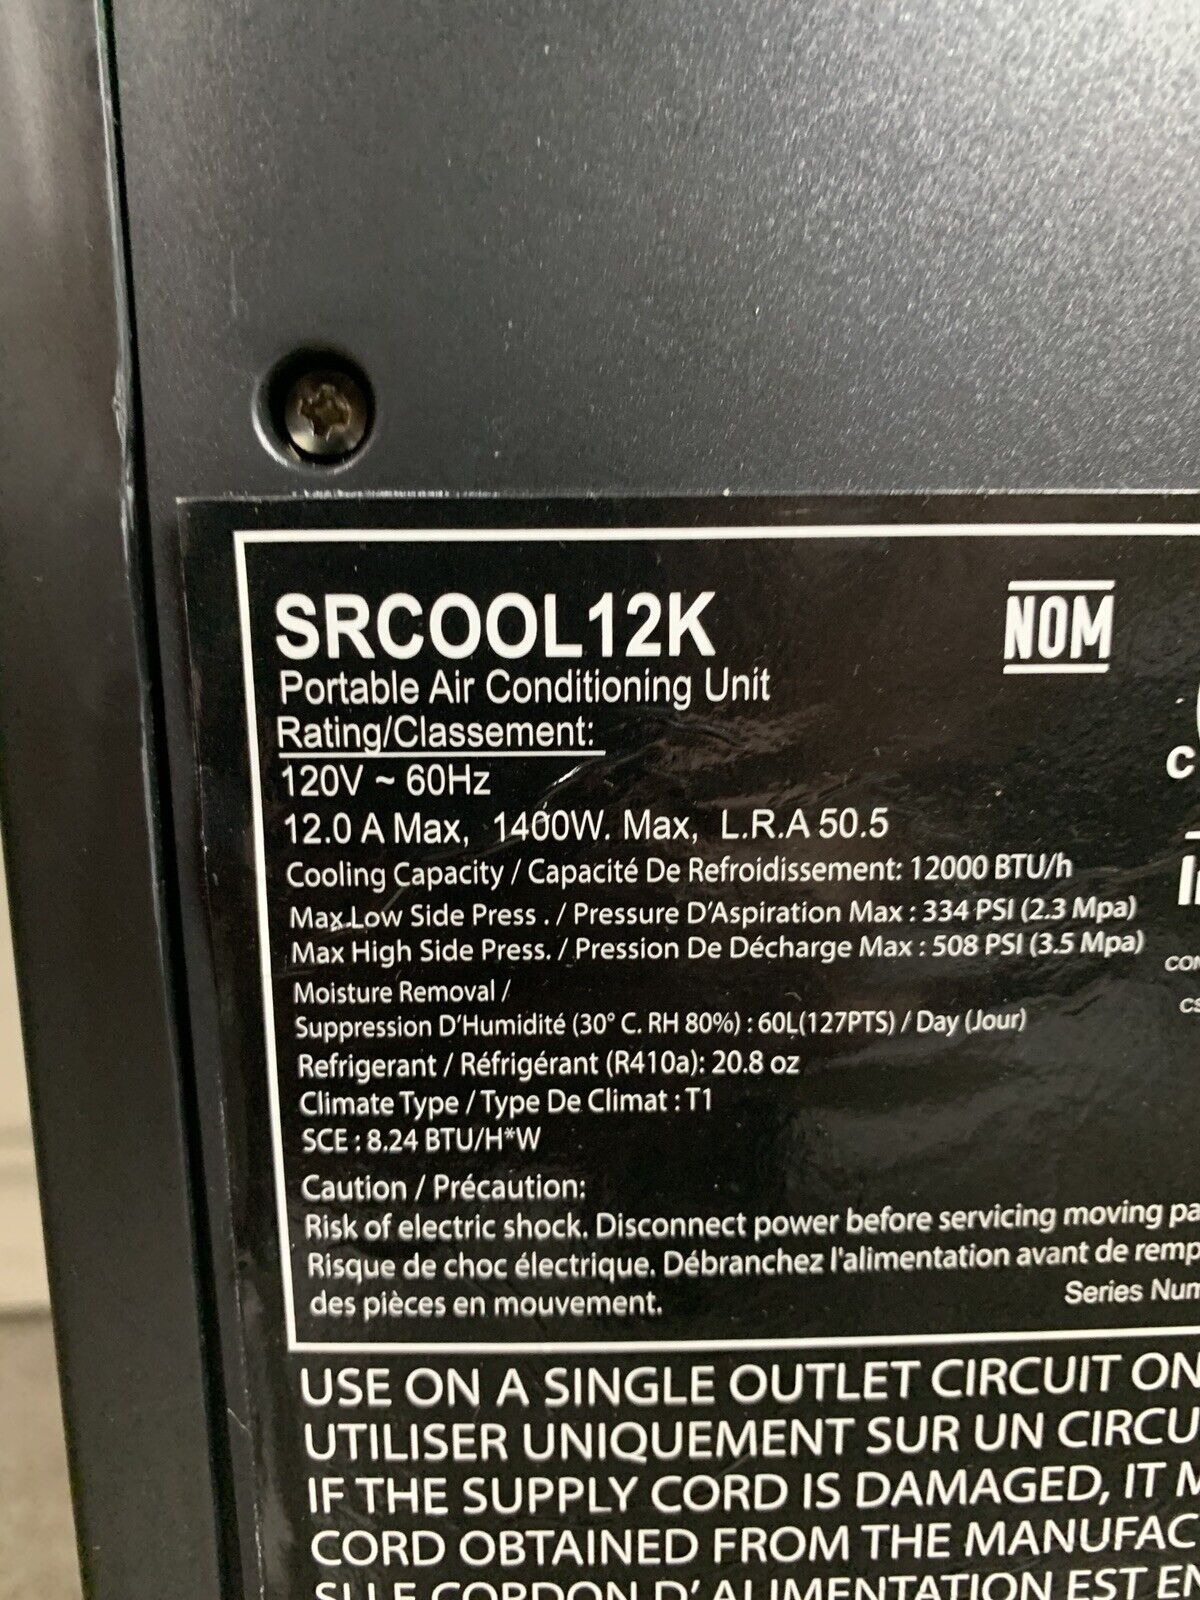 SRCOOL12K
NOM
Portable Air Conditioning Unit
Rating/Classement:
120V ~ 60Hz
12.0 A Max, 1400W. Max, L.R.A 50.5
Cooling Capacity / Capacité De Refroidissement: 12000 BTU/h
Max.Low Side Press . / Pressure D'Aspiration Max : 334 PSI (2.3 Mpa)
Max High Side Press. / Pression De Décharge Max : 508 PSI (3.5 Mpa)
Moisture Removal /
Suppression D'Humidité (30° C. RH 80%) : 60L(127PTS) / Day (Jour)
Refrigerant / Réfrigérant (R410a): 20.8 oz
Climate Type / Type De Climat : T1
SCE : 8.24 BTU/H*W
Caution / Précaution:
Risk of electric shock. Disconnect power before servicing moving
Risque de choc électrique. Débranchez l'alimentation avant de
des pièces en mouvement.
Series
USE ON A SINGLE OUTLET CIRCUIT
UTILISER UNIQUEMENT SUR UN
IF THE SUPPLY CORD IS DAMAGED, IT
CORD OBTAINED FROM THE
SI LE CORDON D'ALIMENTATION EST